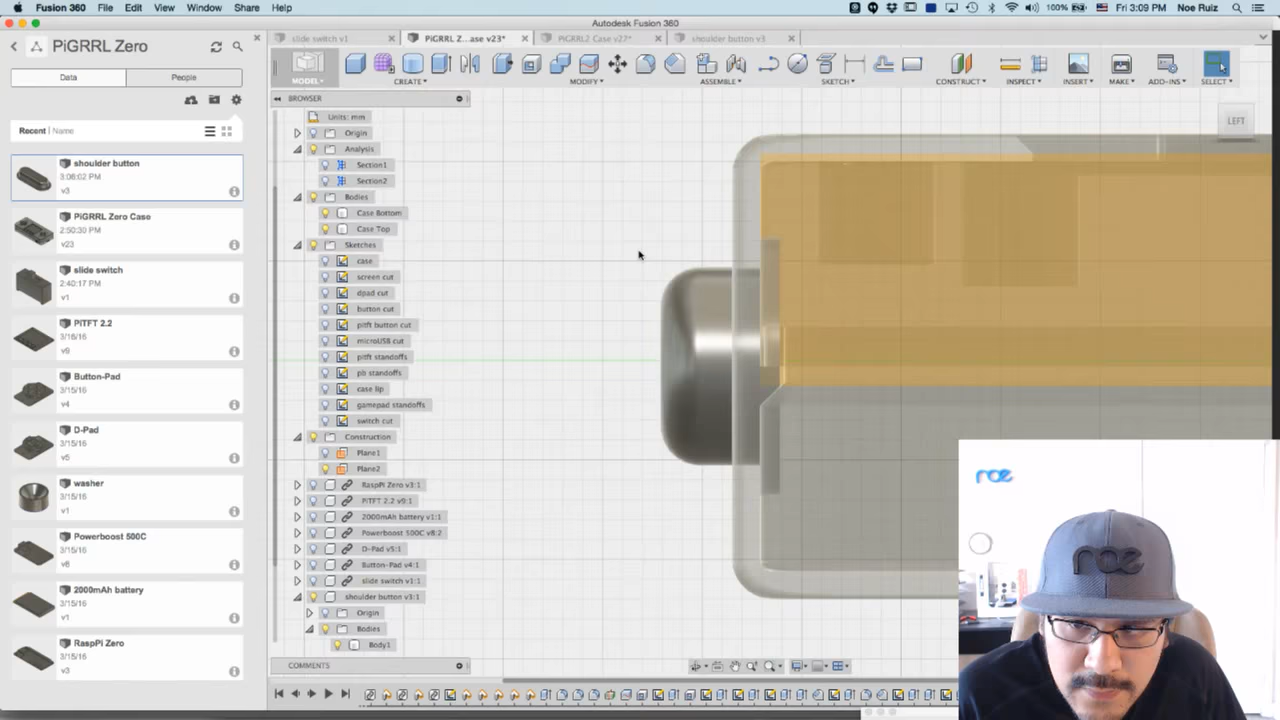 Fusion 360 File Edit View Window Share Help 100% Fri 3:09 PM Noe Ruiz
Autodesk Fusion 360
PiGRRL Zero
slide switch v1 PiGRRL Z...ase v23* PiGRRL2 Case v27* shoulder button v3
Data People
MODEL CREATE MODIFY ASSEMBLE SKETCH CONSTRUCT INSPECT INSERT MAKE ADD-INS SELECT
BROWSER
LEFT
Recent Name
shoulder button
3:06:02 PM
v3
PiGRRL Zero Case
2:50:30 PM
v23
slide switch
2:40:17 PM
v1
PiTFT 2.2
3/16/16
v9
Button-Pad
3/15/16
v4
D-Pad
3/15/16
v5
washer
3/15/16
v1
Powerboost 500C
3/15/16
v8
2000mAh battery
3/15/16
v1
RaspPi Zero
3/15/16
v3
Units: mm
Origin
Analysis
Section1
Section2
Bodies
Case Bottom
Case Top
Sketches
case
screen cut
dpad cut
button cut
pitft button cut
microUSB cut
pitft standoffs
pb standoffs
case lip
gamepad standoffs
switch cut
Construction
Plane1
Plane2
RaspPi Zero v3:1
PiTFT 2.2 v9:1
2000mAh battery v1:1
Powerboost 500C v8:2
D-Pad v5:1
Button-Pad v4:1
slide switch v1:1
shoulder button v3:1
Origin
Bodies
Body1
COMMENTS
noe
noe